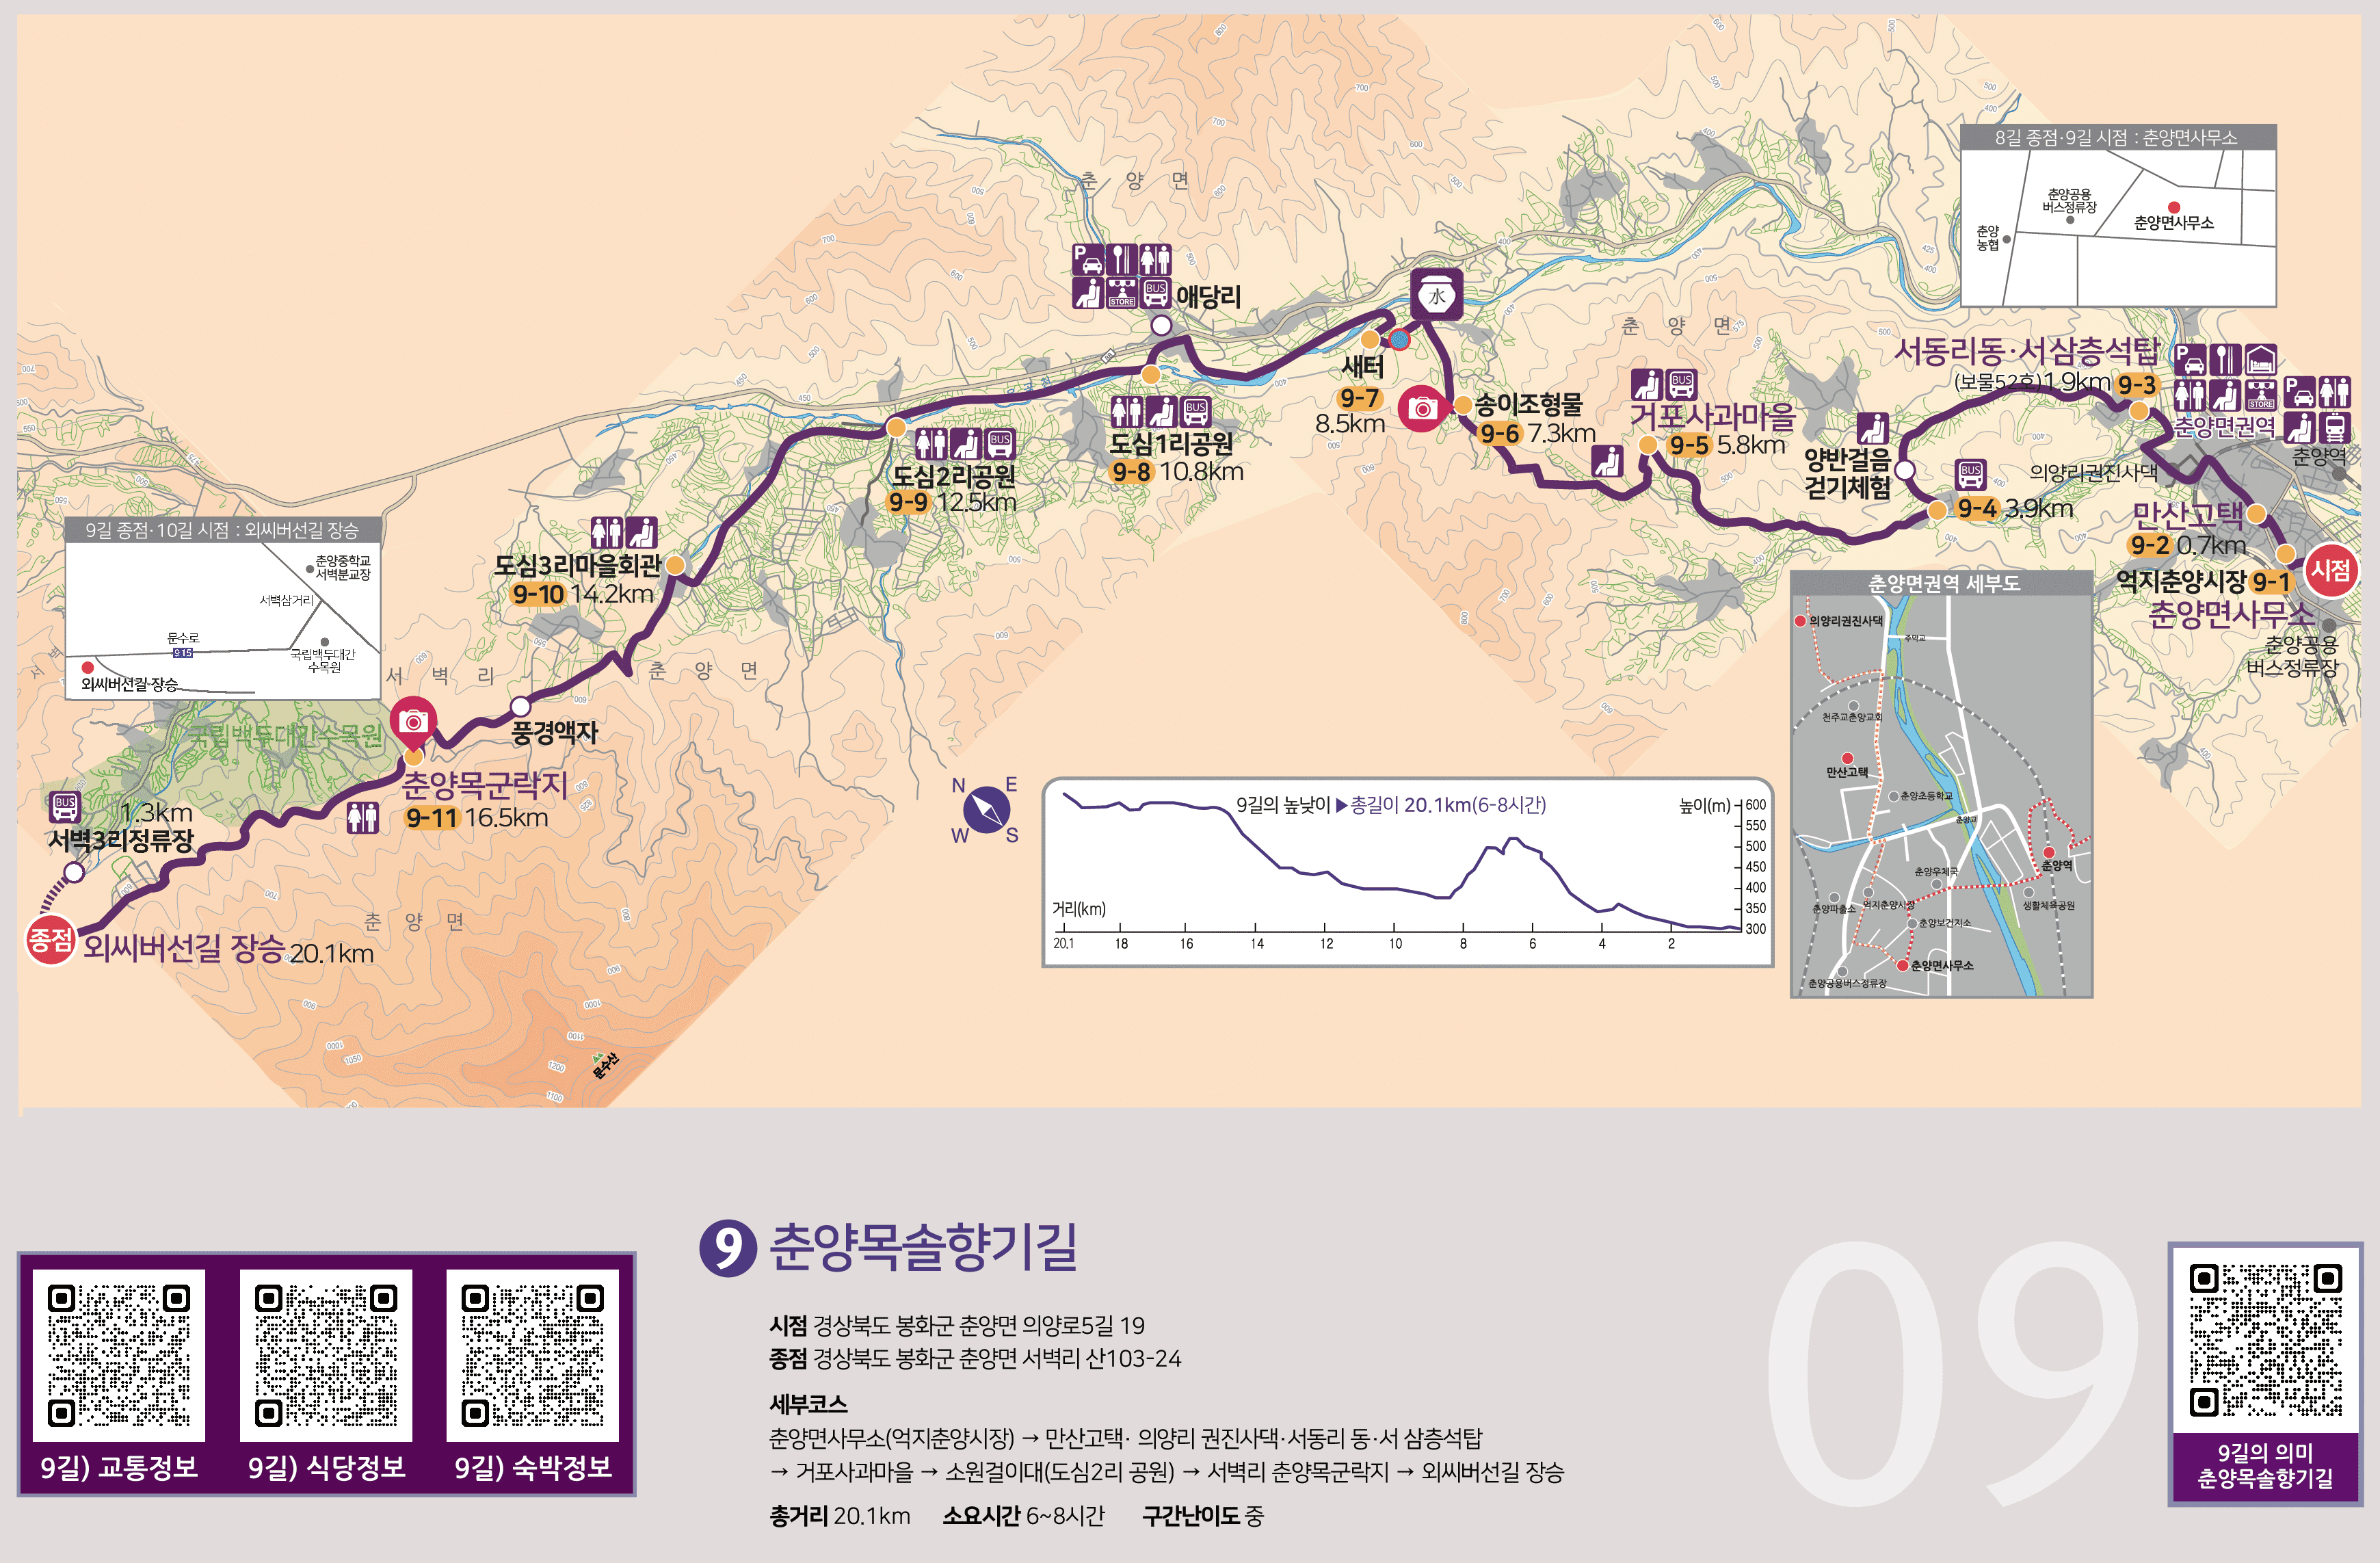 8길 종점·9길 시점 : 춘양면사무소
춘양공용
버스정류장
춘양면사무소
춘양
농협
춘 양 면
애당리
춘 양 면
水
새터
9-7
8.5km
송이조형물
9-6 7.3km
거포사과마을
9-5 5.8km
서동리동·서삼층석탑
(보물52호)1.9km 9-3
춘양면권역
춘양역
의양리권진사댁
양반걸음
걷기체험
9-4 3.9km
만산고택
9-2 0.7km
억지춘양시장 9-1
시점
춘양면사무소
춘양공용
버스정류장
도심1리공원
9-8 10.8km
도심2리공원
9-9 12.5km
도심3리마을회관
9-10 14.2km
9길 종점·10길 시점 : 외씨버선길 장승
춘양중학교
서벽분교장
서벽삼거리
문수로
915
국립백두대간
수목원
외씨버선길 장승
서 벽 리
춘 양 면
풍경액자
국립백두대간수목원
춘양목군락지
9-11 16.5km
1.3km
서벽3리정류장
종점
외씨버선길 장승 20.1km
춘 양 면
문수산
N E
W S
9길의 높낮이 ▶총길이 20.1km(6-8시간)
높이(m)
600
550
500
450
400
350
300
거리(km)
20.1 18 16 14 12 10 8 6 4 2
춘양면권역 세부도
의양리권진사댁
주막교
천주교춘양교회
만산고택
춘양초등학교
춘양교
춘양역
춘양우체국
춘양파출소
억지춘양시장
생활체육공원
춘양보건지소
춘양면사무소
춘양공용버스정류장
9 춘양목솔향기길
시점 경상북도 봉화군 춘양면 의양로5길 19
종점 경상북도 봉화군 춘양면 서벽리 산103-24
세부코스
춘양면사무소(억지춘양시장) → 만산고택· 의양리 권진사댁·서동리 동·서 삼층석탑
→ 거포사과마을 → 소원걸이대(도심2리 공원) → 서벽리 춘양목군락지 → 외씨버선길 장승
총거리 20.1km 소요시간 6~8시간 구간난이도 중
9길) 교통정보
9길) 식당정보
9길) 숙박정보
09
9길의 의미
춘양목솔향기길